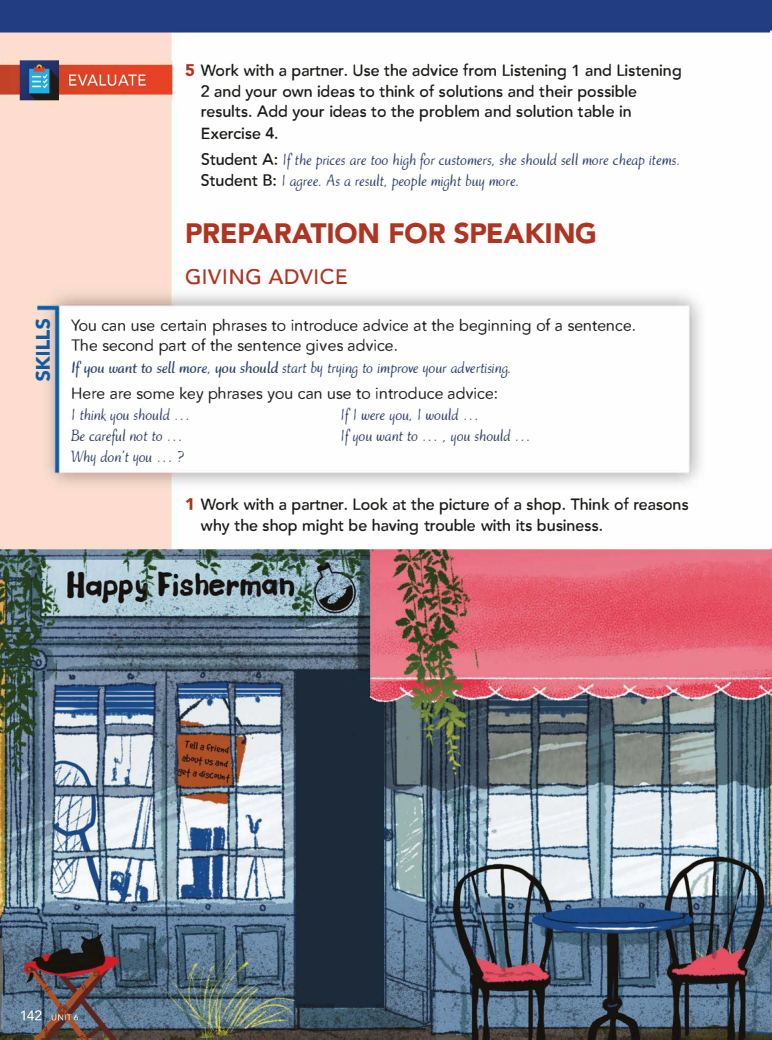 EVALUATE
5 Work with a partner. Use the advice from Listening 1 and Listening
2 and your own ideas to think of solutions and their possible
results. Add your ideas to the problem and solution table in
Exercise 4.
Student A: If the prices are too high for customers, she should sell more cheap items.
Student B: I agree. As a result, people might buy more.
PREPARATION FOR SPEAKING
GIVING ADVICE
SKILLS
You can use certain phrases to introduce advice at the beginning of a sentence.
The second part of the sentence gives advice.
If you want to sell more, you should start by trying to improve your advertising.
Here are some key phrases you can use to introduce advice:
I think you should ...
If I were you, I would ...
Be careful not to ...
If you want to ... , you should ...
Why don't you ... ?
1 Work with a partner. Look at the picture of a shop. Think of reasons
why the shop might be having trouble with its business.
Happy Fisherman
Tell a friend
about us and
get a discount
142 UNIT 6